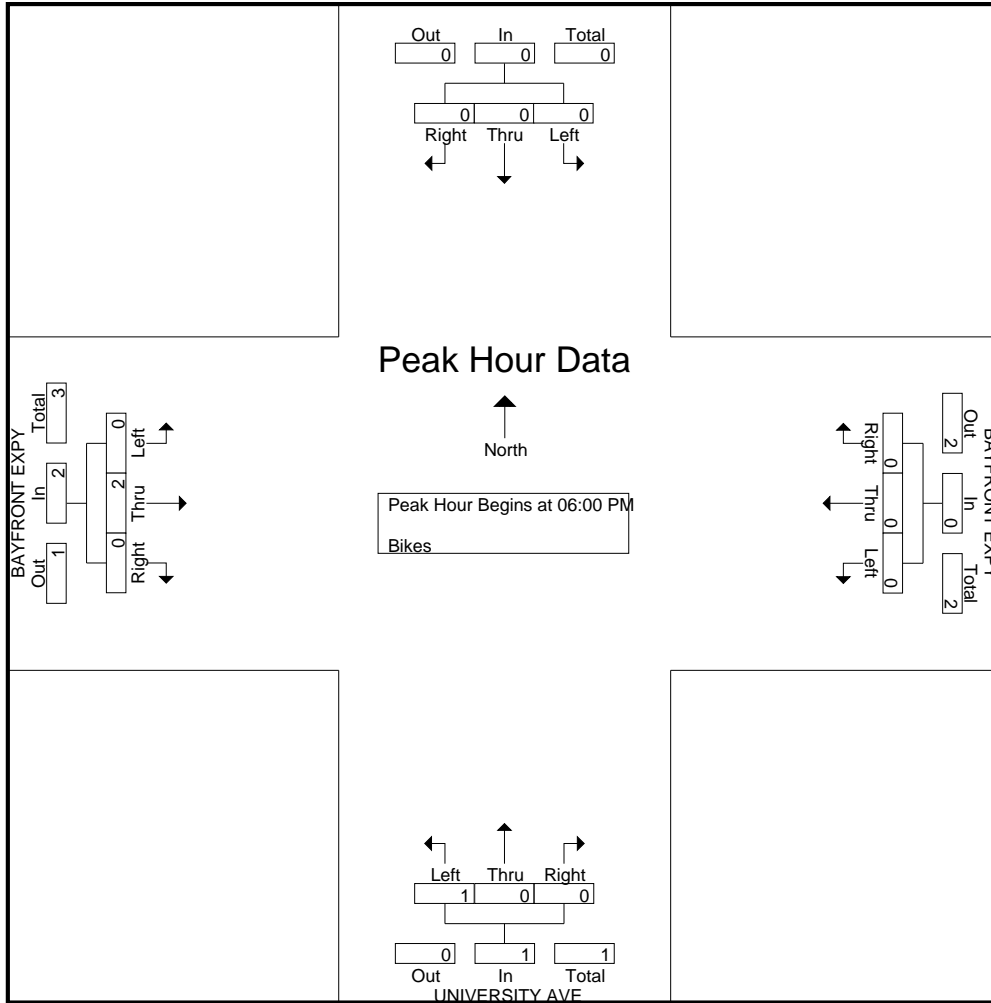 Out In Total
0 0 0
0 0 0
Right Thru Left
Peak Hour Data
North
Peak Hour Begins at 06:00 PM
Bikes
BAYFRONT EXPY
Out In Total
1 2 3
Right Thru Left
0 2 0
BAYFRONT EXPY
Out In Total
2 0 2
Right Thru Left
0 0 0
Left Thru Right
1 0 0
0 1 1
Out In Total
UNIVERSITY AVE